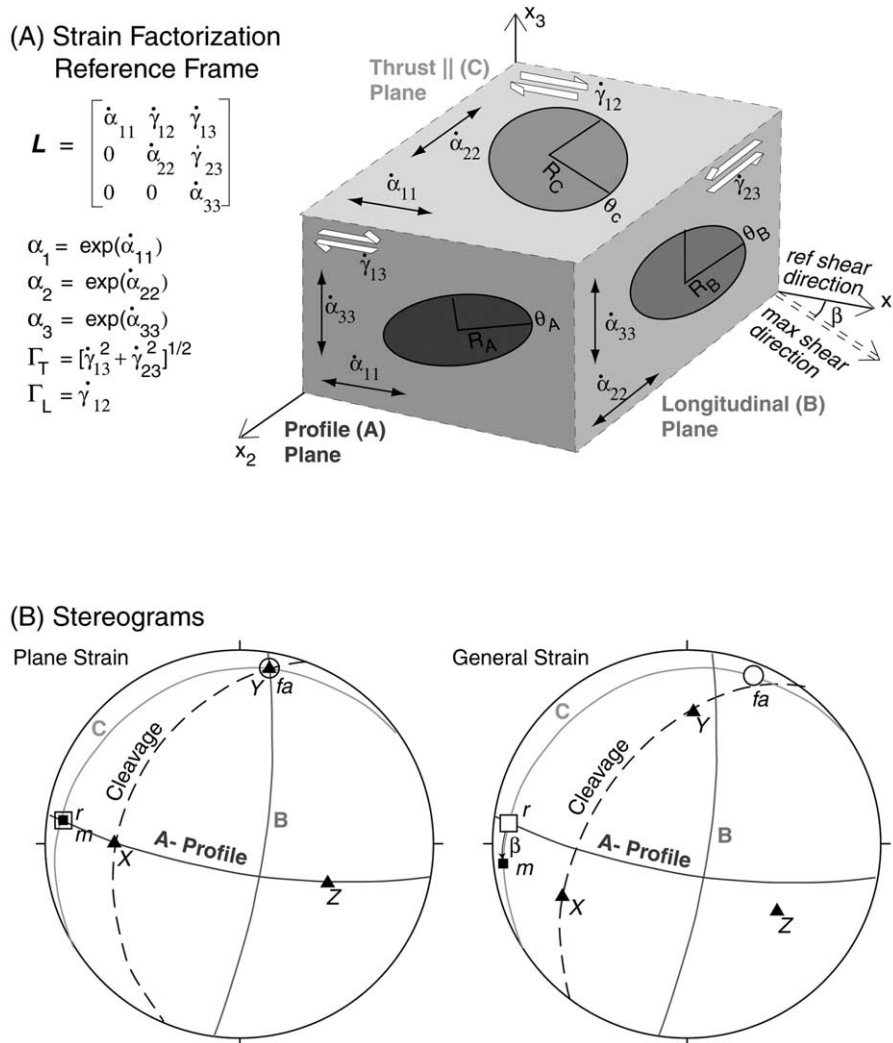 (A) Strain Factorization
Reference Frame
L = [ α̇11 γ̇12 γ̇13
0 α̇22 γ̇23
0 0 α̇33 ]
α1 = exp(α̇11)
α2 = exp(α̇22)
α3 = exp(α̇33)
ΓT = [γ̇13² + γ̇23²]1/2
ΓL = γ̇12
x3
Thrust || (C)
Plane
γ̇12
α̇22
α̇11
RC
θc
γ̇23
γ̇13
α̇33
RA
θA
α̇11
RB
θB
α̇33
α̇22
ref shear
direction
x
β
max shear
direction
x2
Profile (A)
Plane
Longitudinal (B)
Plane
(B) Stereograms
Plane Strain
Y
fa
C
Cleavage
r
m
B
A- Profile
X
Z
General Strain
fa
C
Y
Cleavage
r
β
m
B
A- Profile
X
Z